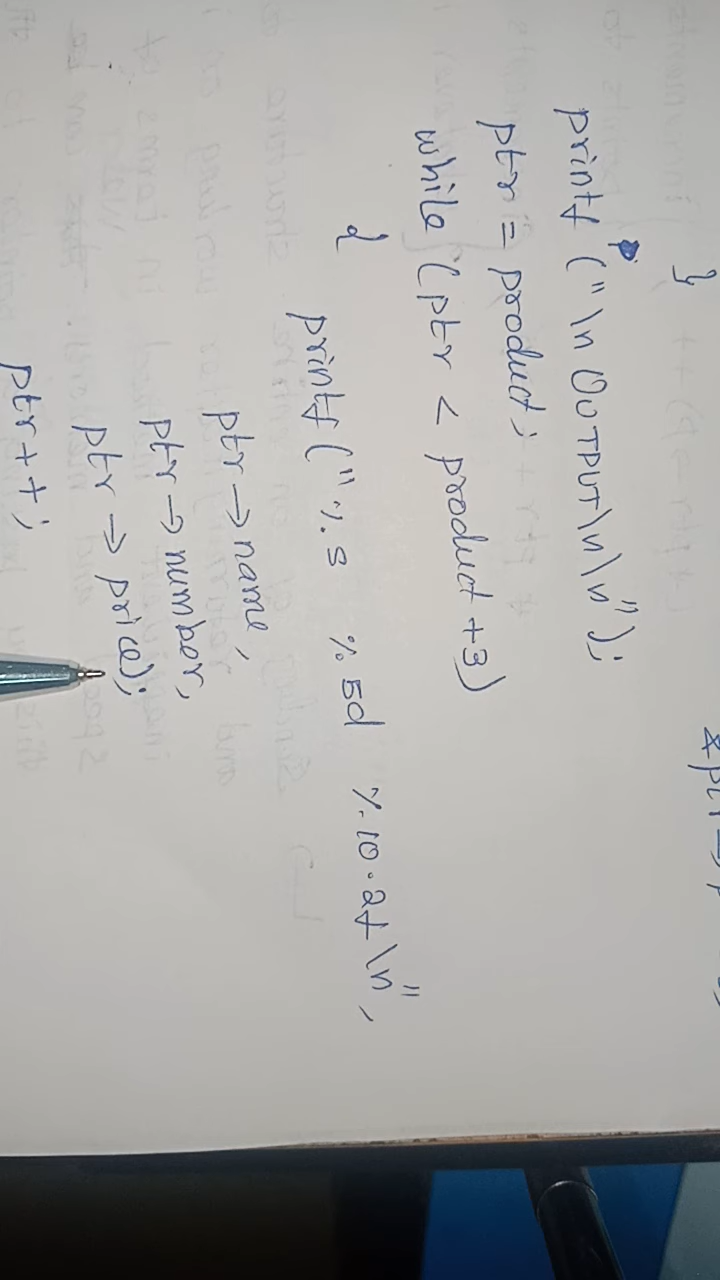 }
printf ("\n OUTPUT\n\n");
ptr = product;
while (ptr < product +3)
{
printf ("%s %5d %10.2f \n",
ptr→name,
ptr→number,
ptr→price);
ptr++;